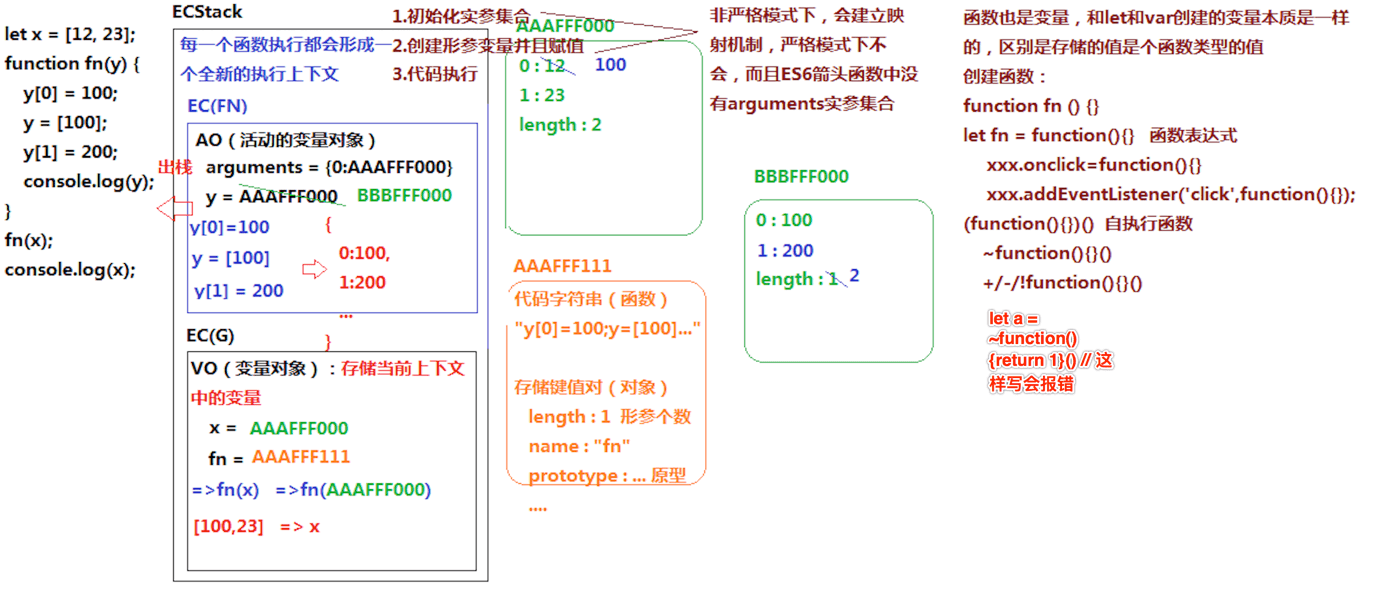 let x = [12, 23];
function fn(y) {
y[0] = 100;
y = [100];
y[1] = 200;
console.log(y);
}
fn(x);
console.log(x);
出栈
ECStack
每一个函数执行都会形成一
个全新的执行上下文
EC(FN)
AO（活动的变量对象）
arguments = {0:AAAFFF000}
y = AAAFFF000 BBBFFF000
y[0]=100
y = [100]
y[1] = 200
{
0:100,
1:200
...
}
EC(G)
VO（变量对象）: 存储当前上下文
中的变量
x = AAAFFF000
fn = AAAFFF111
=>fn(x) =>fn(AAAFFF000)
[100,23] => x
1.初始化实参集合
2.创建形参变量并且赋值
3.代码执行
AAAFFF000
0 : 12 100
1 : 23
length : 2
AAAFFF111
代码字符串（函数）
"y[0]=100;y=[100]..."
存储键值对（对象）
length : 1 形参个数
name : "fn"
prototype : ... 原型
....
非严格模式下，会建立映
射机制，严格模式下不
会，而且ES6箭头函数中没
有arguments实参集合
BBBFFF000
0 : 100
1 : 200
length : 1 2
函数也是变量，和let和var创建的变量本质是一样
的，区别是存储的值是个函数类型的值
创建函数：
function fn () {}
let fn = function(){} 函数表达式
xxx.onclick=function(){}
xxx.addEventListener('click',function(){});
(function(){})() 自执行函数
~function(){}()
+/-/!function(){}()
let a =
~function()
{return 1}() // 这
样写会报错